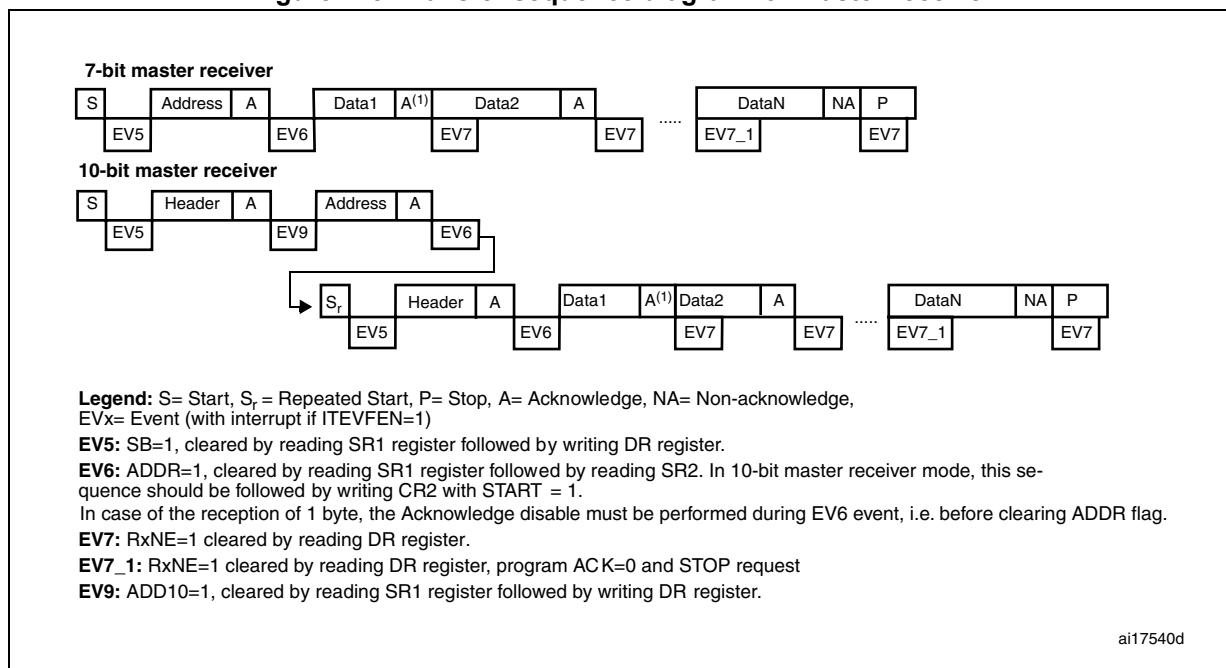 7-bit master receiver
S Address A Data1 A(1) Data2 A ..... DataN NA P
EV5 EV6 EV7 EV7 EV7_1 EV7
10-bit master receiver
S Header A Address A
EV5 EV9 EV6
Sr Header A Data1 A(1) Data2 A ..... DataN NA P
EV5 EV6 EV7 EV7 EV7_1 EV7
Legend: S= Start, Sr = Repeated Start, P= Stop, A= Acknowledge, NA= Non-acknowledge,
EVx= Event (with interrupt if ITEVFEN=1)
EV5: SB=1, cleared by reading SR1 register followed by writing DR register.
EV6: ADDR=1, cleared by reading SR1 register followed by reading SR2. In 10-bit master receiver mode, this se-
quence should be followed by writing CR2 with START = 1.
In case of the reception of 1 byte, the Acknowledge disable must be performed during EV6 event, i.e. before clearing ADDR flag.
EV7: RxNE=1 cleared by reading DR register.
EV7_1: RxNE=1 cleared by reading DR register, program ACK=0 and STOP request
EV9: ADD10=1, cleared by reading SR1 register followed by writing DR register.
ai17540d